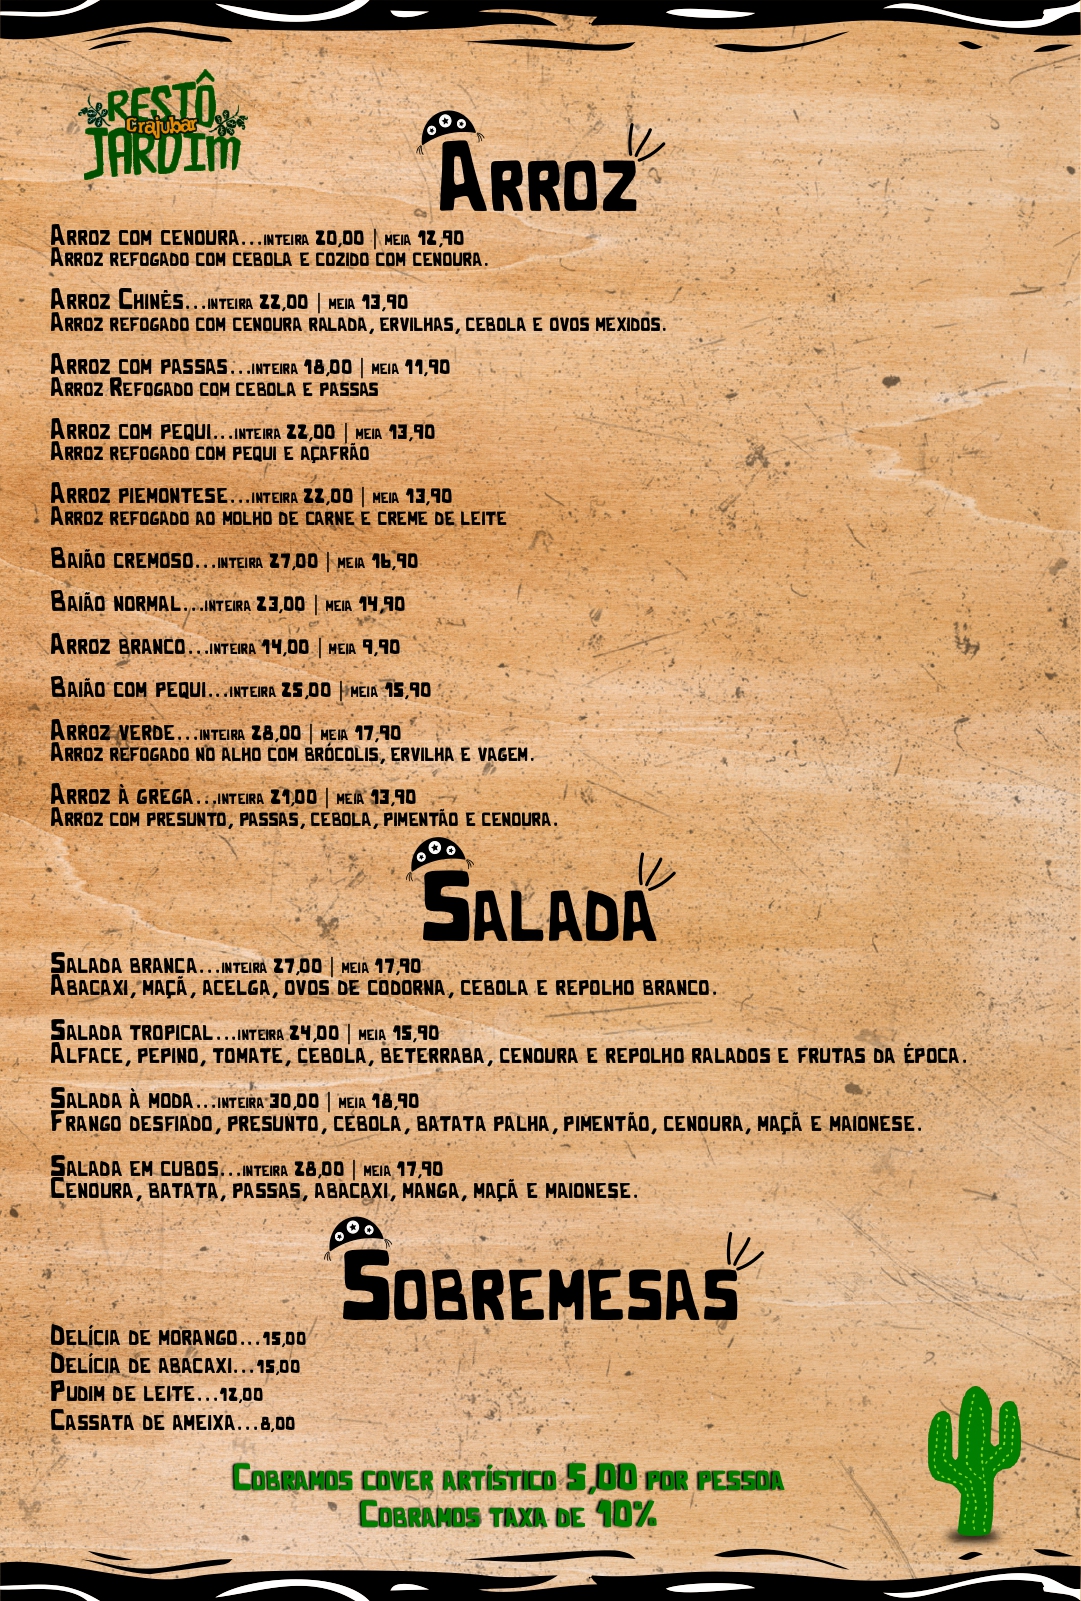 Restô
Crajubar
Jardim
Arroz
Arroz com cenoura...inteira 20,00 | meia 12,90
Arroz refogado com cebola e cozido com cenoura.
Arroz Chinês...inteira 22,00 | meia 13,90
Arroz refogado com cenoura ralada, ervilhas, cebola e ovos mexidos.
Arroz com passas...inteira 18,00 | meia 11,90
Arroz Refogado com cebola e passas
Arroz com pequi...inteira 22,00 | meia 13,90
Arroz refogado com pequi e açafrão
Arroz piemontese...inteira 22,00 | meia 13,90
Arroz refogado ao molho de carne e creme de leite
Baião cremoso...inteira 27,00 | meia 16,90
Baião normal...inteira 23,00 | meia 14,90
Arroz branco...inteira 14,00 | meia 9,90
Baião com pequi...inteira 25,00 | meia 15,90
Arroz verde...inteira 28,00 | meia 17,90
Arroz refogado no alho com brócolis, ervilha e vagem.
Arroz à grega...inteira 21,00 | meia 13,90
Arroz com presunto, passas, cebola, pimentão e cenoura.
Salada
Salada branca...inteira 27,00 | meia 17,90
Abacaxi, maçã, acelga, ovos de codorna, cebola e repolho branco.
Salada tropical...inteira 24,00 | meia 15,90
Alface, pepino, tomate, cebola, beterraba, cenoura e repolho ralados e frutas da época.
Salada à moda...inteira 30,00 | meia 18,90
Frango desfiado, presunto, cebola, batata palha, pimentão, cenoura, maçã e maionese.
Salada em cubos...inteira 28,00 | meia 17,90
Cenoura, batata, passas, abacaxi, manga, maçã e maionese.
Sobremesas
Delícia de morango...15,00
Delícia de abacaxi...15,00
Pudim de leite...12,00
Cassata de ameixa...8,00
Cobramos cover artístico 5,00 por pessoa
Cobramos taxa de 10%